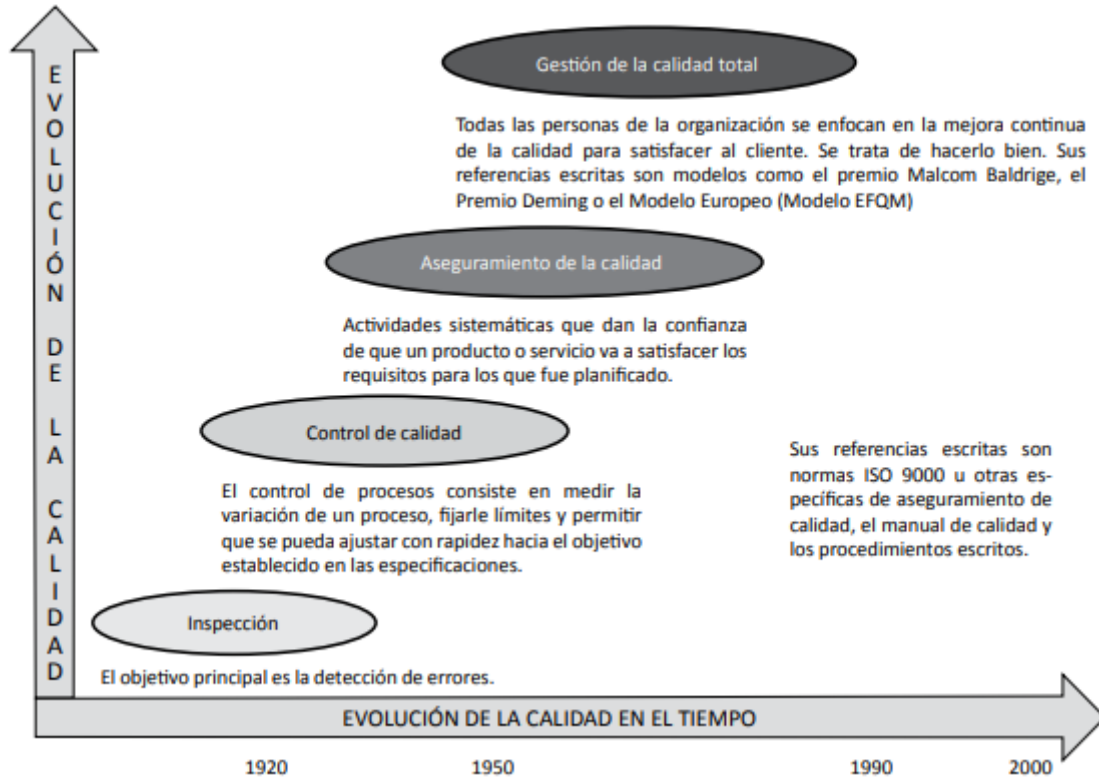 EVOLUCIÓN DE LA CALIDAD
Gestión de la calidad total
Todas las personas de la organización se enfocan en la mejora continua
de la calidad para satisfacer al cliente. Se trata de hacerlo bien. Sus
referencias escritas son modelos como el premio Malcom Baldrige, el
Premio Deming o el Modelo Europeo (Modelo EFQM)
Aseguramiento de la calidad
Actividades sistemáticas que dan la confianza
de que un producto o servicio va a satisfacer los
requisitos para los que fue planificado.
Control de calidad
El control de procesos consiste en medir la
variación de un proceso, fijarle límites y permitir
que se pueda ajustar con rapidez hacia el objetivo
establecido en las especificaciones.
Sus referencias escritas son
normas ISO 9000 u otras es-
pecíficas de aseguramiento de
calidad, el manual de calidad y
los procedimientos escritos.
Inspección
El objetivo principal es la detección de errores.
EVOLUCIÓN DE LA CALIDAD EN EL TIEMPO
1920 1950 1990 2000